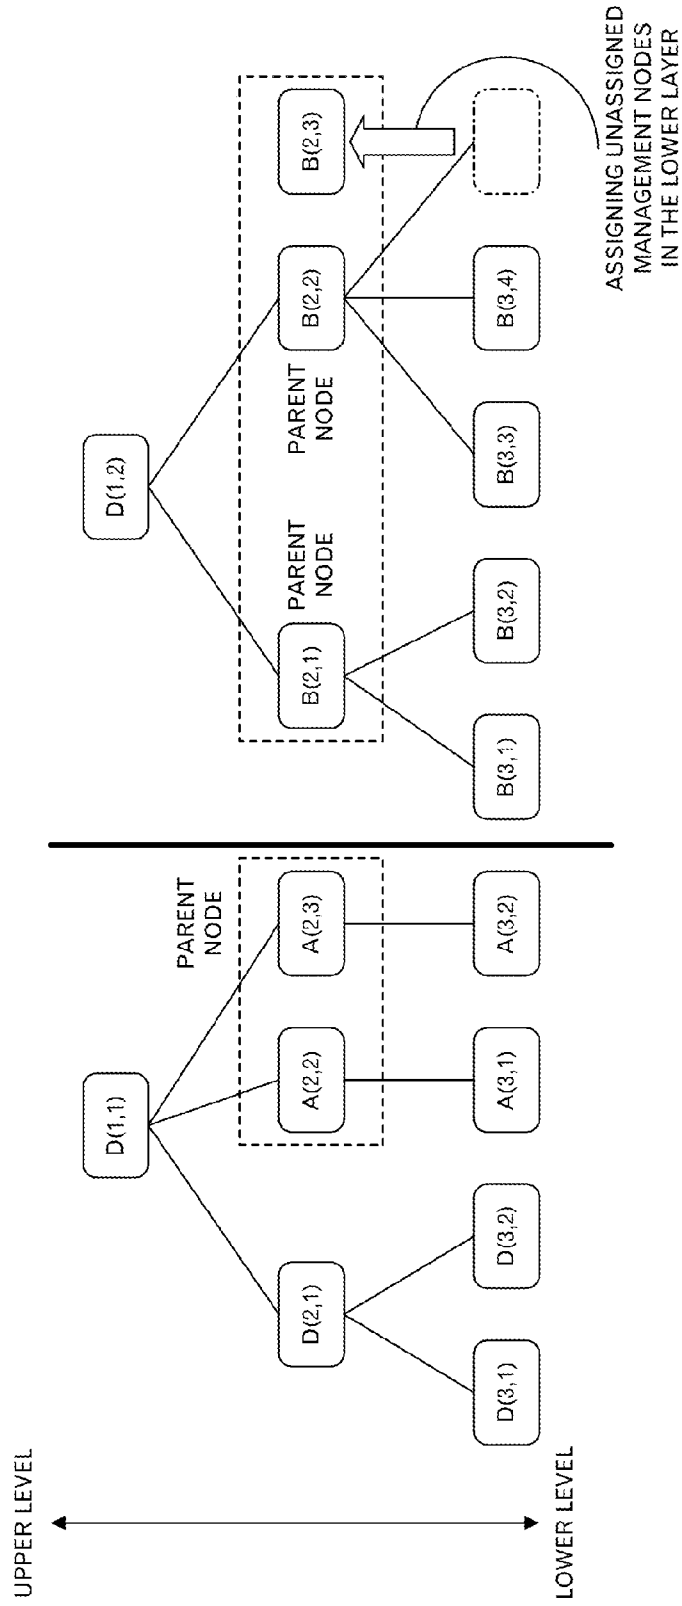 UPPER LEVEL
LOWER LEVEL
D(1,1)
D(2,1)
A(2,2)
A(2,3)
PARENT
NODE
D(3,1)
D(3,2)
A(3,1)
A(3,2)
D(1,2)
B(2,1)
PARENT
NODE
PARENT
NODE
B(2,2)
B(2,3)
B(3,1)
B(3,2)
B(3,3)
B(3,4)
ASSIGNING UNASSIGNED
MANAGEMENT NODES
IN THE LOWER LAYER